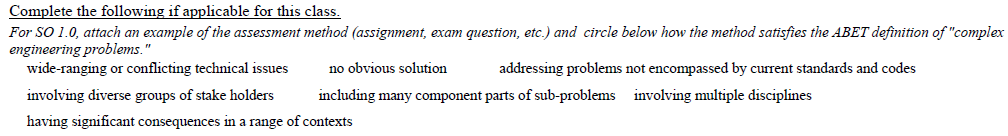 Complete the following if applicable for this class.
For SO 1.0, attach an example of the assessment method (assignment, exam question, etc.) and  circle below how the method satisfies the ABET definition of "complex
engineering problems."
wide-ranging or conflicting technical issues    no obvious solution    addressing problems not encompassed by current standards and codes
involving diverse groups of stake holders    including many component parts of sub-problems    involving multiple disciplines
having significant consequences in a range of contexts